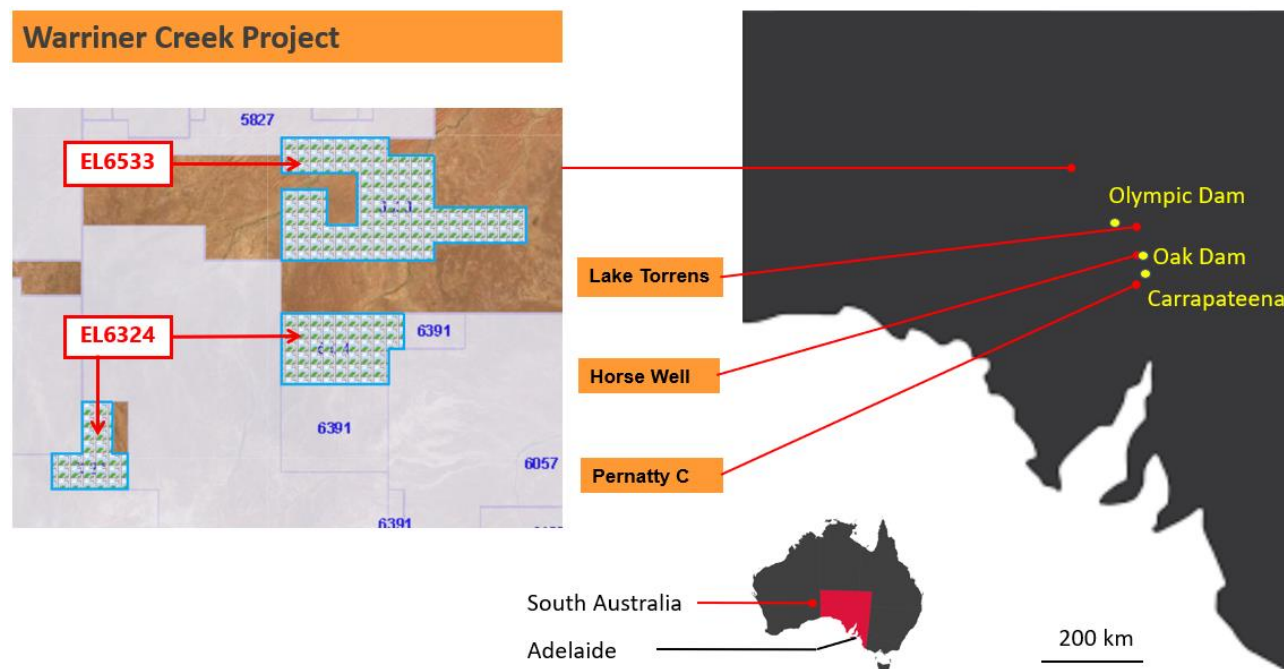 Warriner Creek Project
5827
EL6533
EL6324
6391
6391
6057
6391
Olympic Dam
Lake Torrens
Oak Dam
Carrapateena
Horse Well
Pernatty C
South Australia
Adelaide
200 km